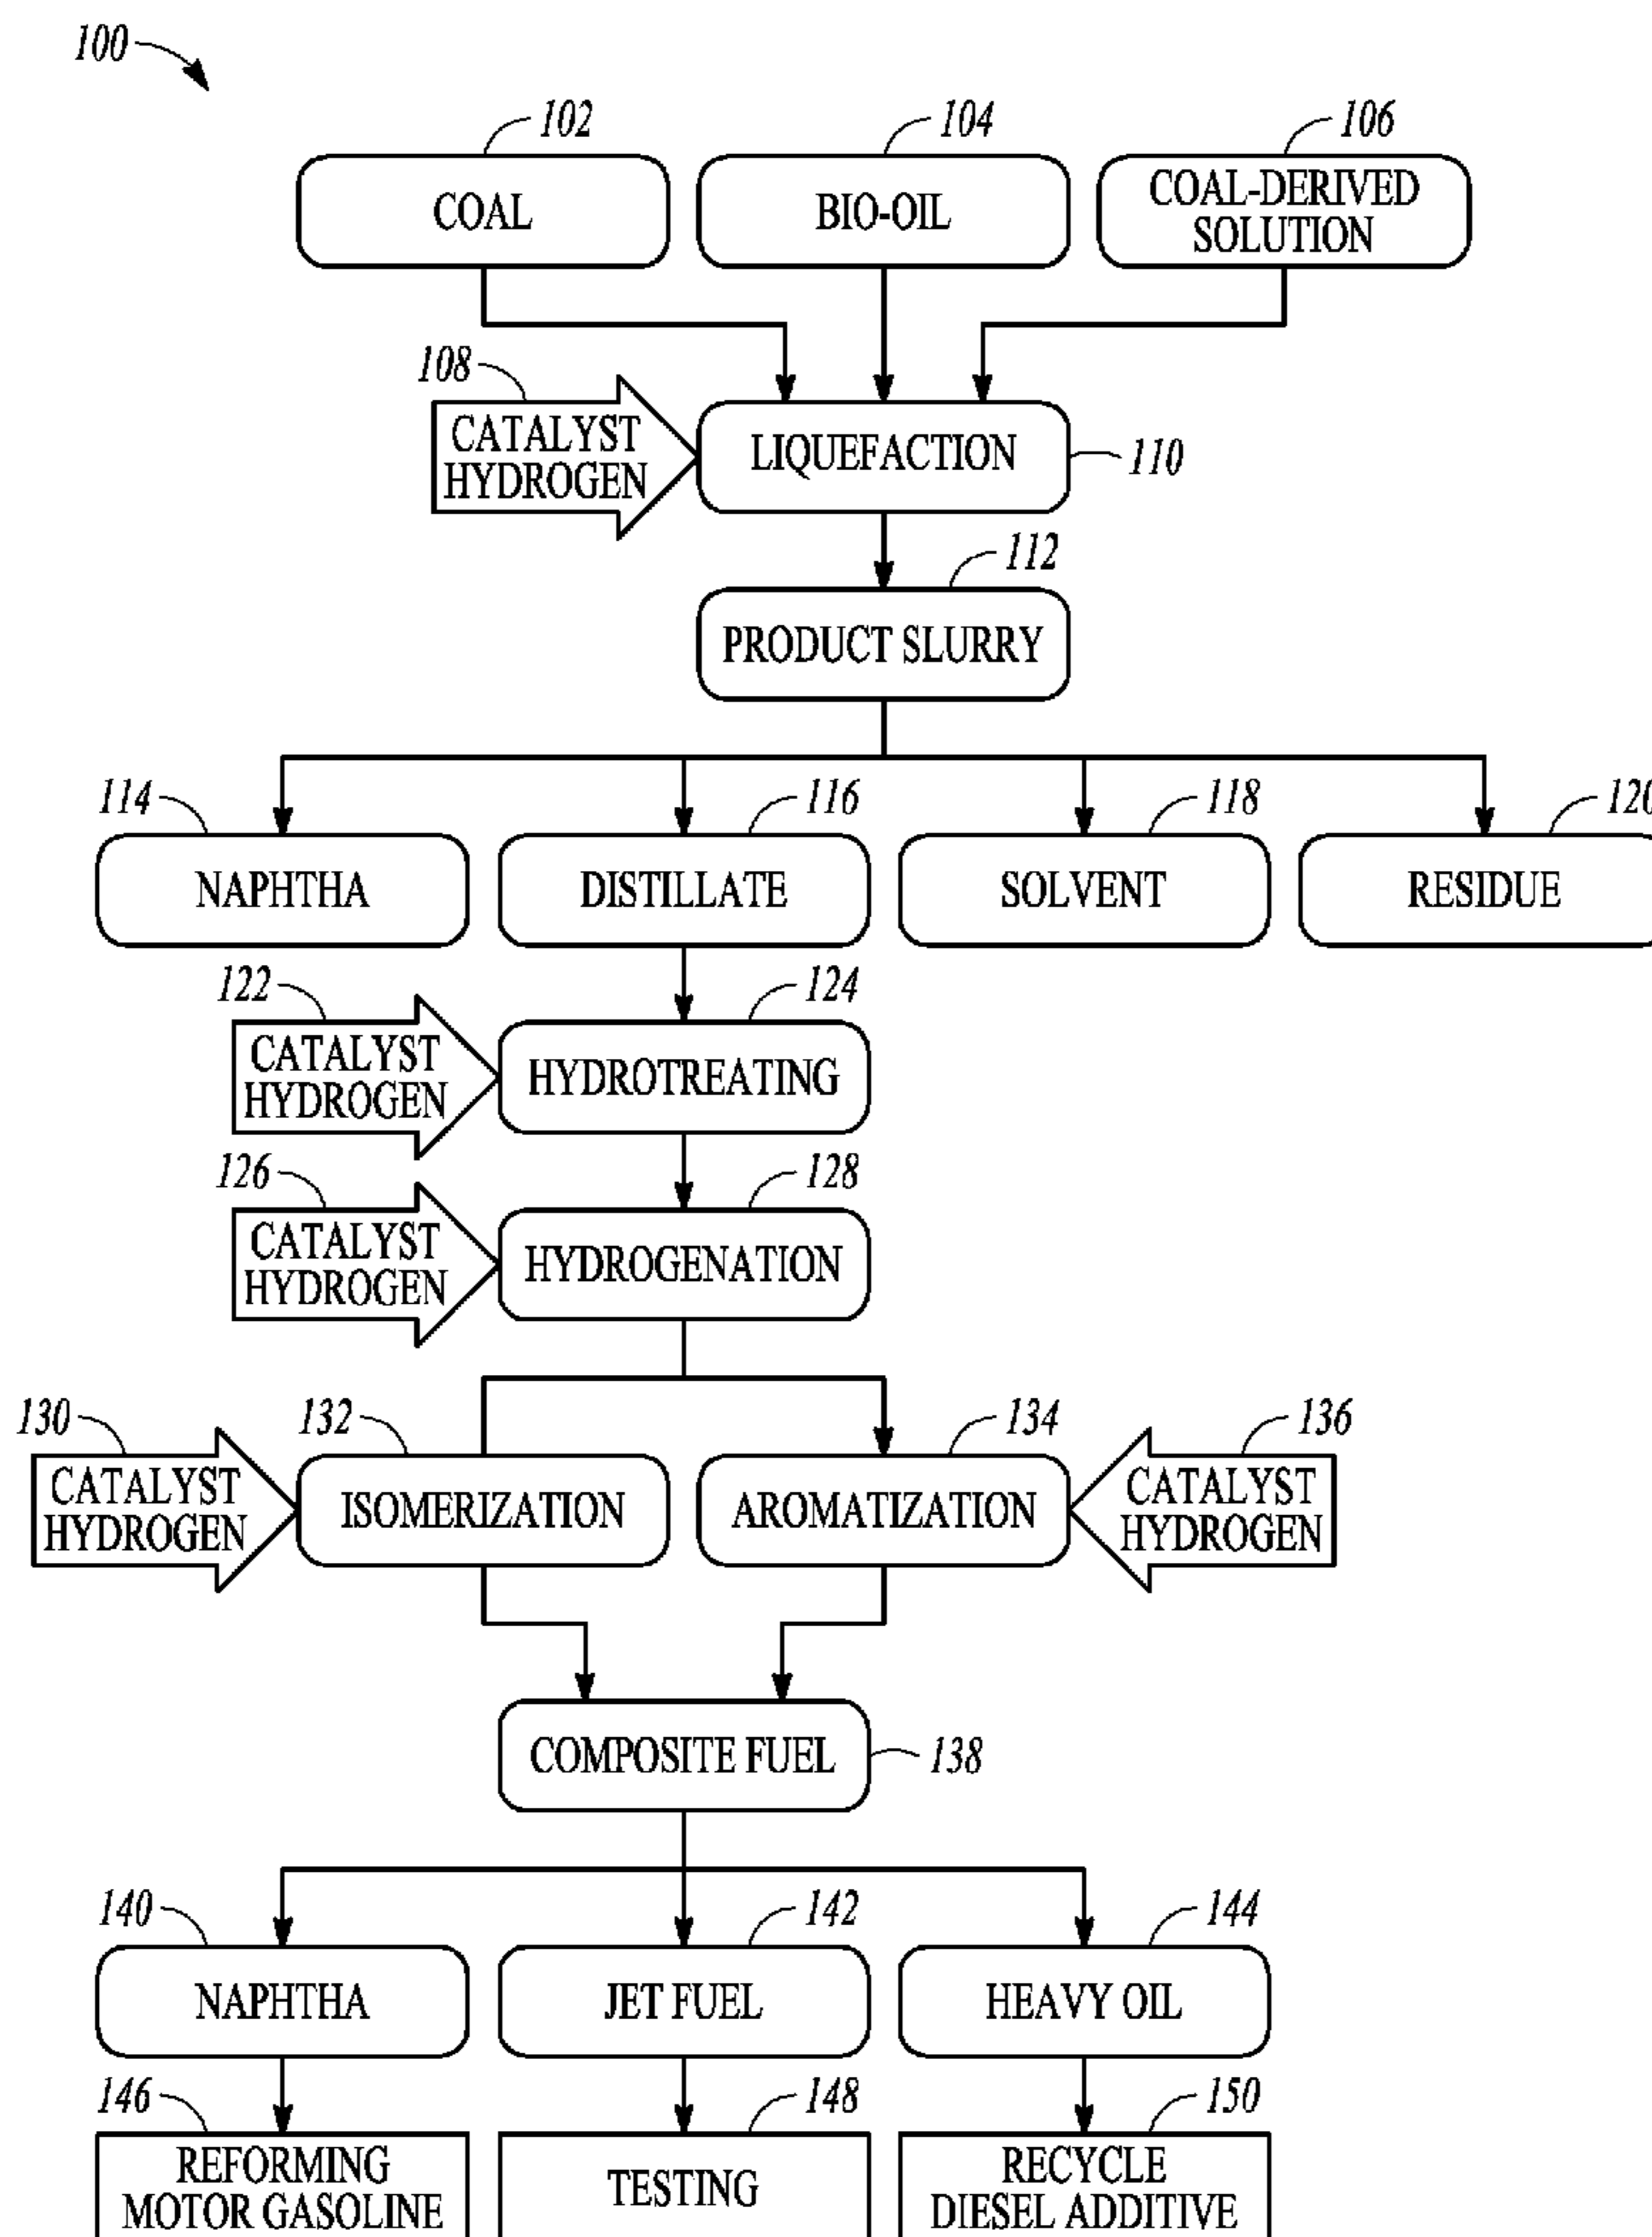 100
102
104
106
COAL
BIO-OIL
COAL-DERIVED
SOLUTION
108
CATALYST
HYDROGEN
LIQUEFACTION
110
112
PRODUCT SLURRY
114
116
118
120
NAPHTHA
DISTILLATE
SOLVENT
RESIDUE
122
124
CATALYST
HYDROGEN
HYDROTREATING
126
128
CATALYST
HYDROGEN
HYDROGENATION
130
132
134
136
CATALYST
HYDROGEN
ISOMERIZATION
AROMATIZATION
CATALYST
HYDROGEN
COMPOSITE FUEL
138
140
142
144
NAPHTHA
JET FUEL
HEAVY OIL
146
148
150
REFORMING
MOTOR GASOLINE
TESTING
RECYCLE
DIESEL ADDITIVE